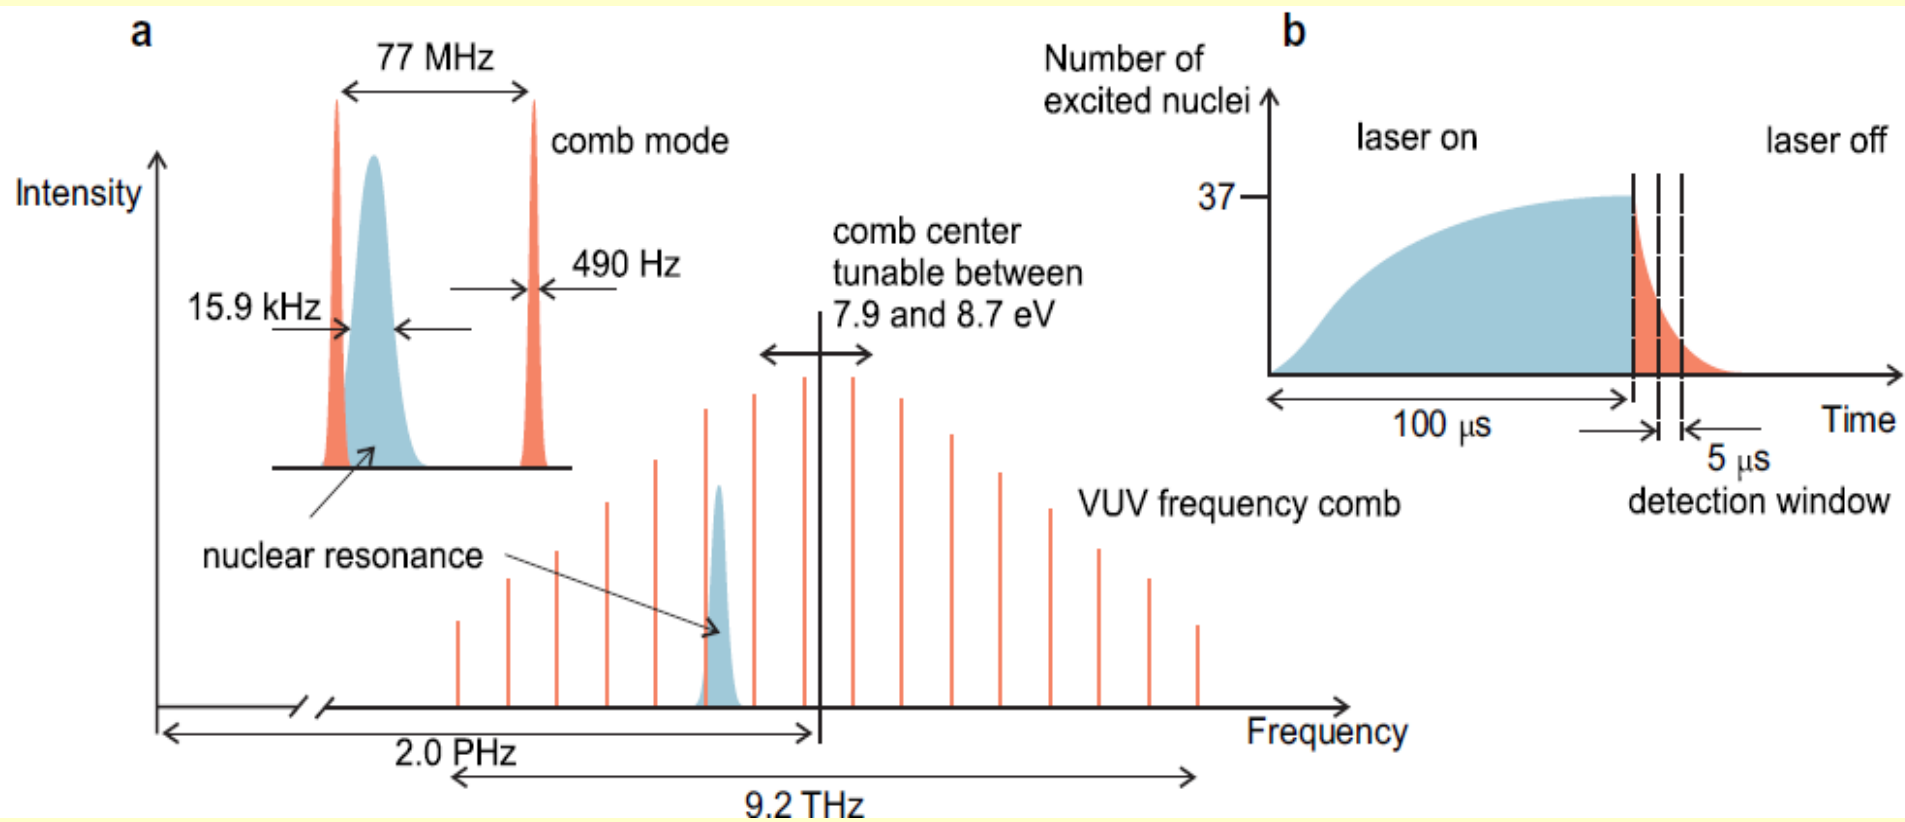 a
77 MHz
comb mode
Intensity
490 Hz
15.9 kHz
comb center
tunable between
7.9 and 8.7 eV
nuclear resonance
VUV frequency comb
Frequency
2.0 PHz
9.2 THz
b
Number of
excited nuclei
laser on
laser off
37
100 μs
Time
5 μs
detection window